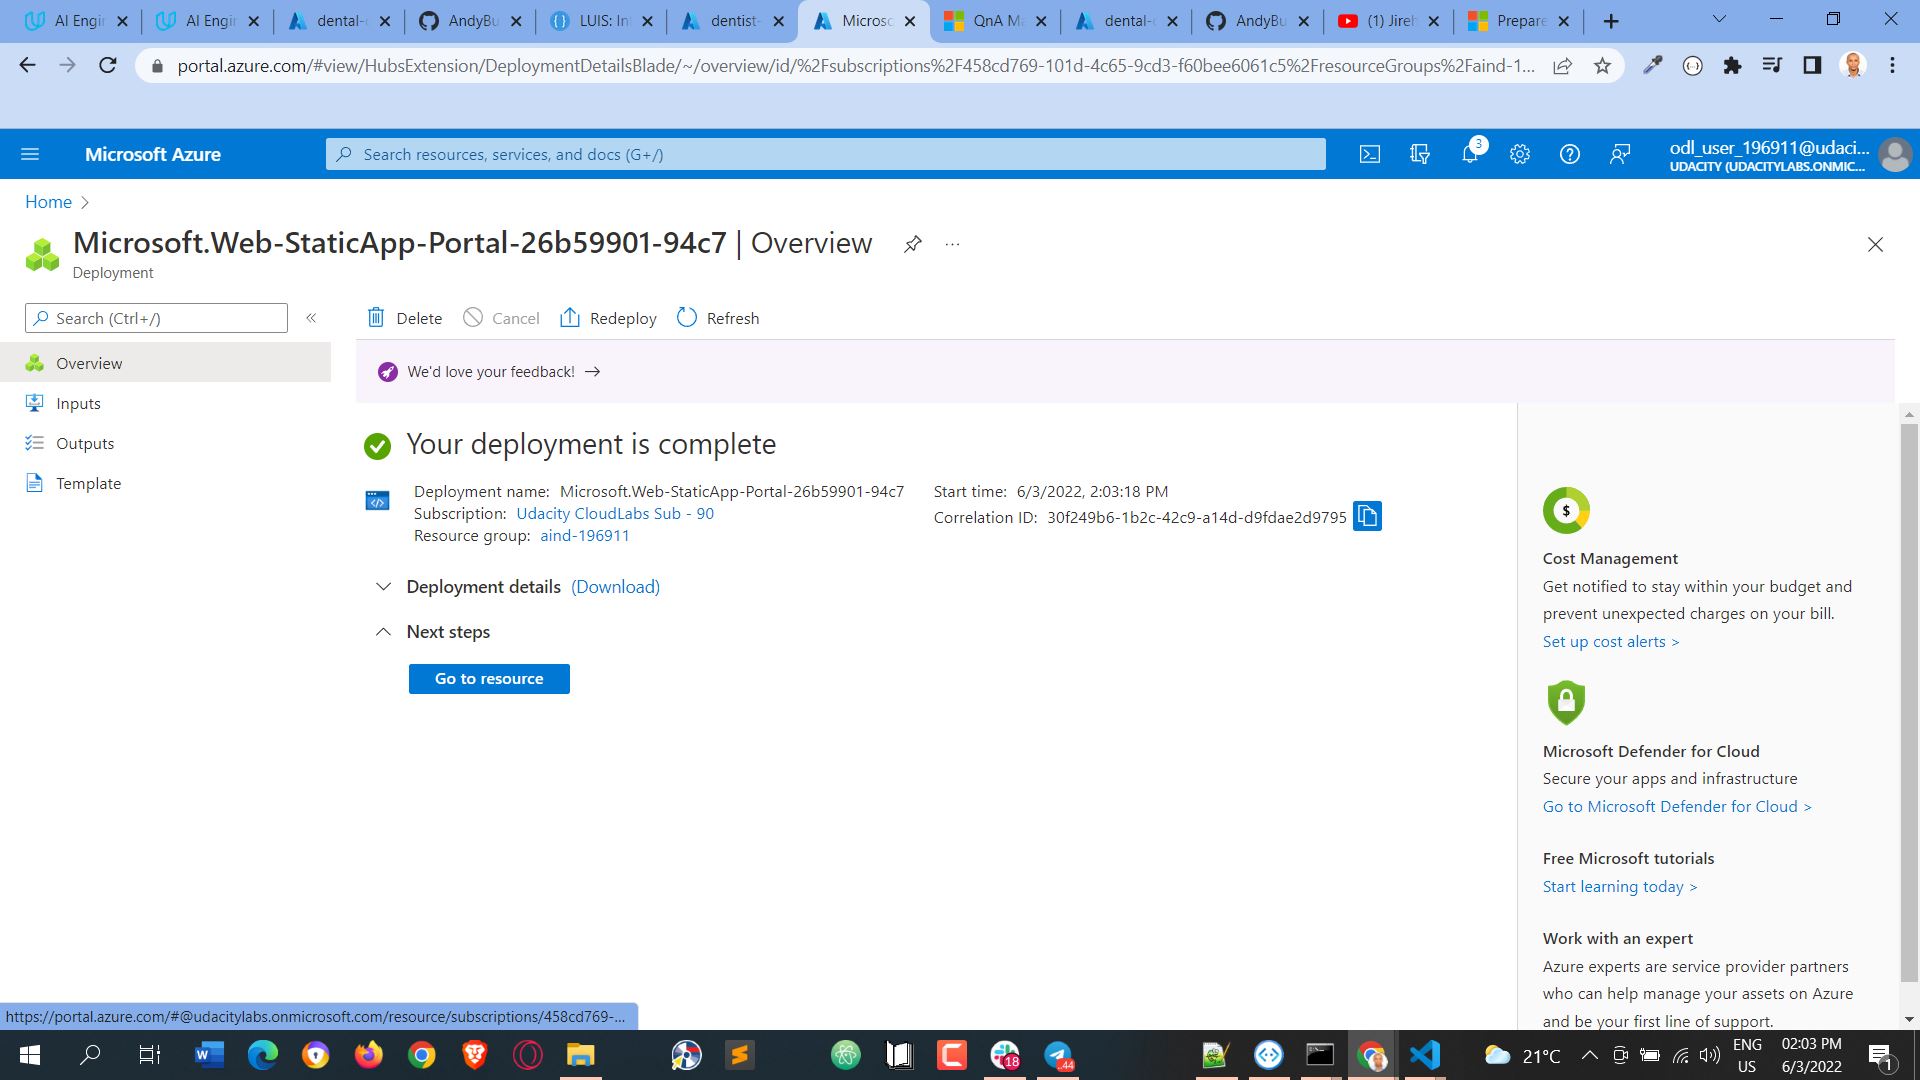 AI Engin
AI Engin
dental-c
AndyBu
LUIS: Int
dentist-
Microso
QnA Ma
dental-c
AndyBu
(1) Jireh
Prepare
portal.azure.com/#view/HubsExtension/DeploymentDetailsBlade/~/overview/id/%2Fsubscriptions%2F458cd769-101d-4c65-9cd3-f60bee6061c5%2FresourceGroups%2Faind-1...
Microsoft Azure
Search resources, services, and docs (G+/)
3
odl_user_196911@udaci...
UDACITY (UDACITYLABS.ONMIC...
Home
Microsoft.Web-StaticApp-Portal-26b59901-94c7 | Overview
Deployment
Search (Ctrl+/)
Overview
Inputs
Outputs
Template
Delete
Cancel
Redeploy
Refresh
We'd love your feedback!
Your deployment is complete
Deployment name: Microsoft.Web-StaticApp-Portal-26b59901-94c7
Subscription: Udacity CloudLabs Sub - 90
Resource group: aind-196911
Start time: 6/3/2022, 2:03:18 PM
Correlation ID: 30f249b6-1b2c-42c9-a14d-d9fdae2d9795
Deployment details (Download)
Next steps
Go to resource
Cost Management
Get notified to stay within your budget and
prevent unexpected charges on your bill.
Set up cost alerts >
Microsoft Defender for Cloud
Secure your apps and infrastructure
Go to Microsoft Defender for Cloud >
Free Microsoft tutorials
Start learning today >
Work with an expert
Azure experts are service provider partners
who can help manage your assets on Azure
and be your first line of support.
https://portal.azure.com/#@udacitylabs.onmicrosoft.com/resource/subscriptions/458cd769-...
18
44
21°C
ENG
US
02:03 PM
6/3/2022
1